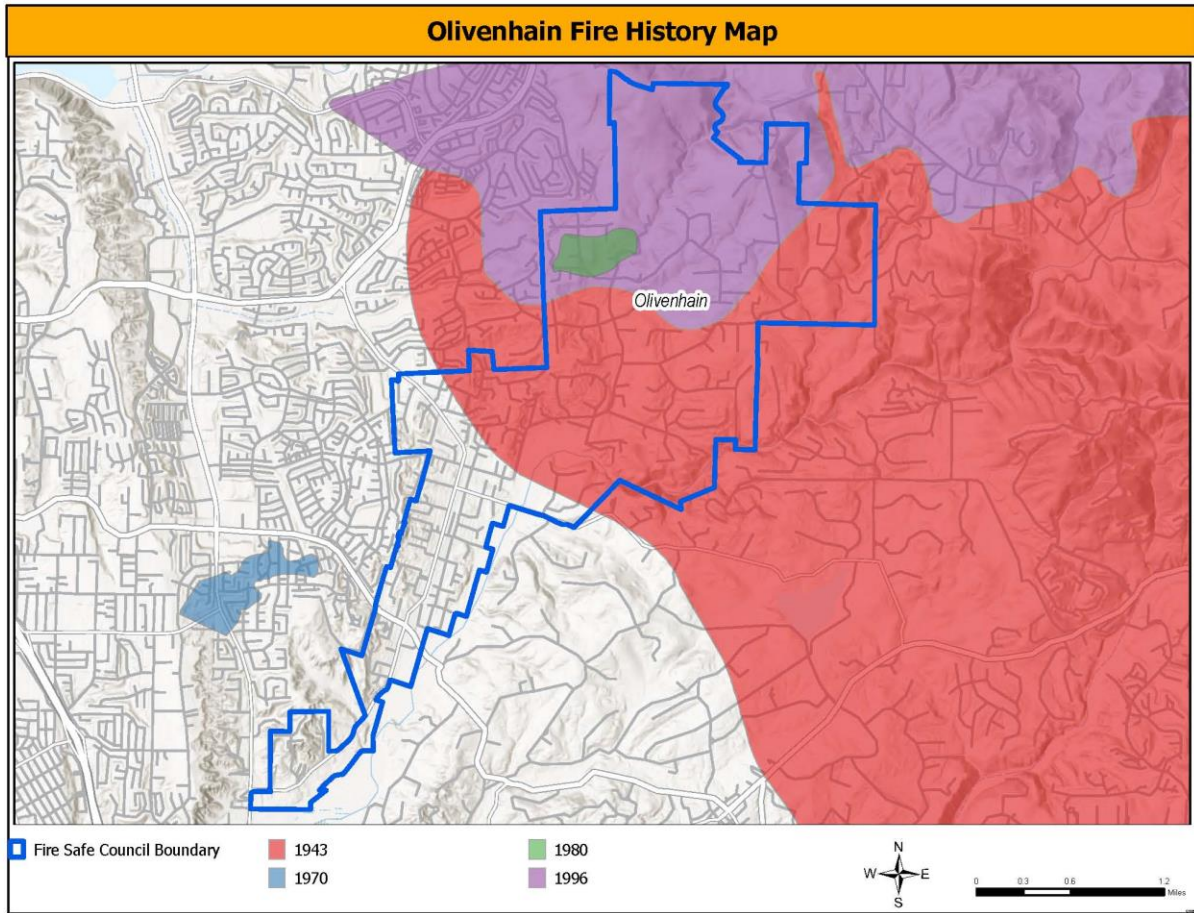 Olivenhain Fire History Map
Olivenhain
Fire Safe Council Boundary
1943
1970
1980
1996
N
W E
S
0 0.3 0.6 1.2
Miles